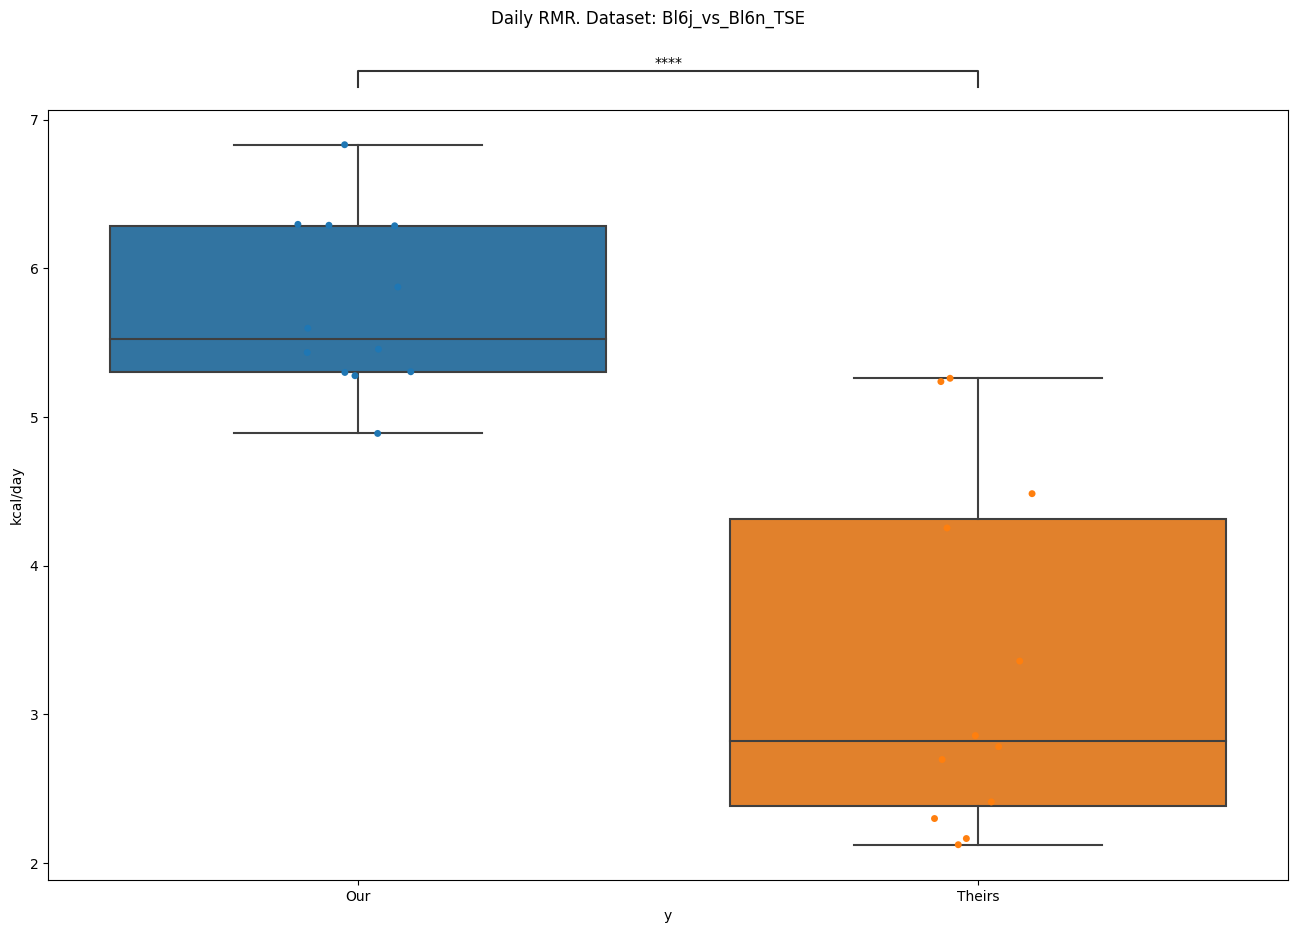 Daily RMR. Dataset: Bl6j_vs_Bl6n_TSE
****
7
6
5
4
3
2
kcal/day
Our
Theirs
y